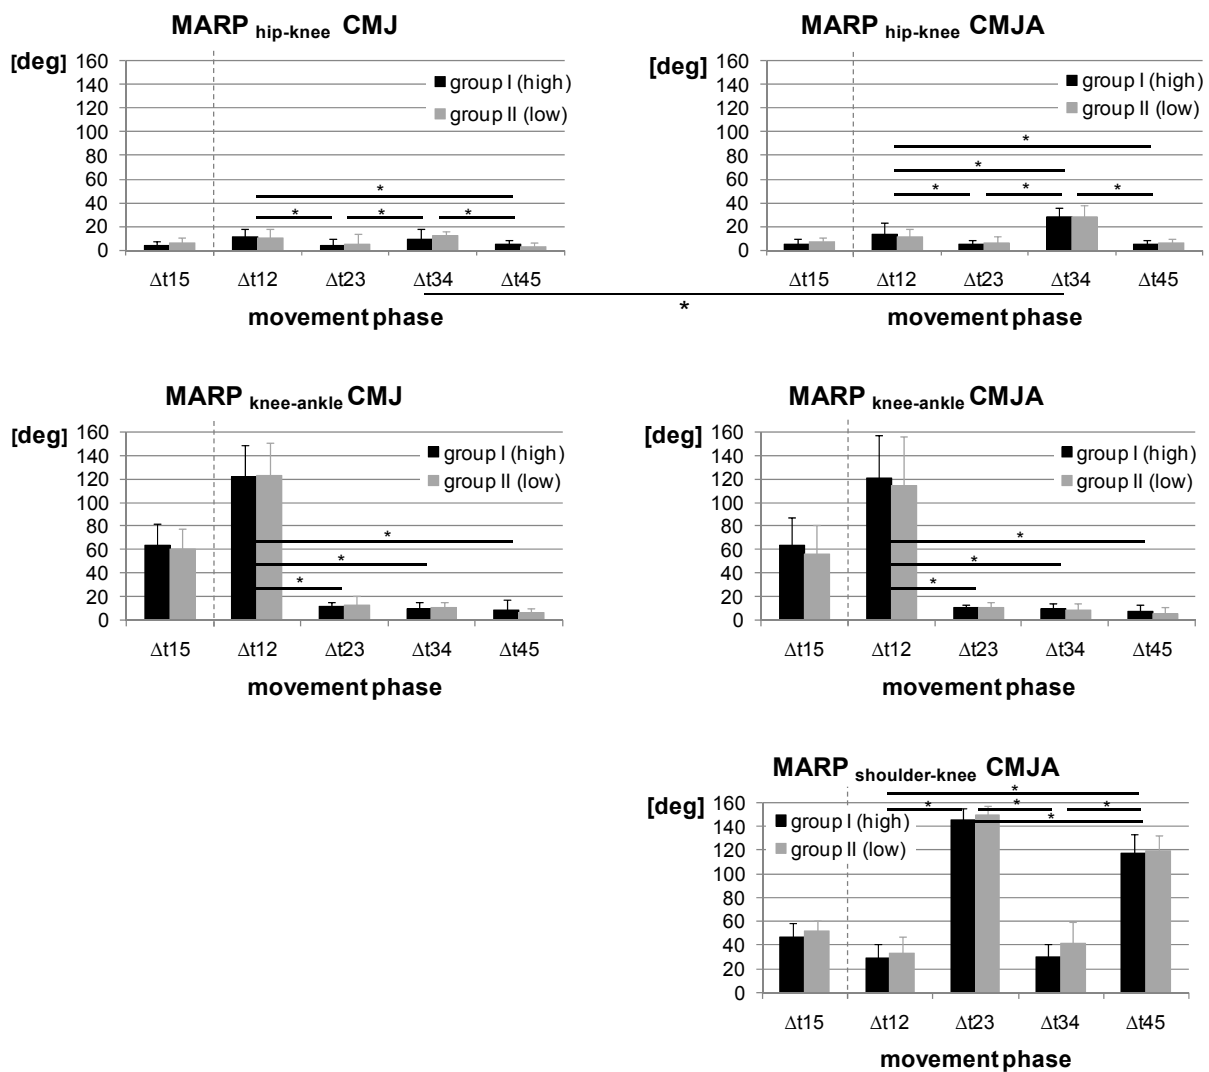 MARP hip-knee CMJ
[deg]
160
140
120
100
80
60
40
20
0
group I (high)
group II (low)
*
* * *
Δt15 Δt12 Δt23 Δt34 Δt45
movement phase
MARP hip-knee CMJA
[deg]
160
140
120
100
80
60
40
20
0
group I (high)
group II (low)
*
*
* * *
Δt15 Δt12 Δt23 Δt34 Δt45
movement phase
*
MARP knee-ankle CMJ
[deg]
160
140
120
100
80
60
40
20
0
group I (high)
group II (low)
*
*
*
Δt15 Δt12 Δt23 Δt34 Δt45
movement phase
MARP knee-ankle CMJA
[deg]
160
140
120
100
80
60
40
20
0
group I (high)
group II (low)
*
*
*
Δt15 Δt12 Δt23 Δt34 Δt45
movement phase
MARP shoulder-knee CMJA
[deg]
160
140
120
100
80
60
40
20
0
*
* * *
*
group I (high)
group II (low)
Δt15 Δt12 Δt23 Δt34 Δt45
movement phase